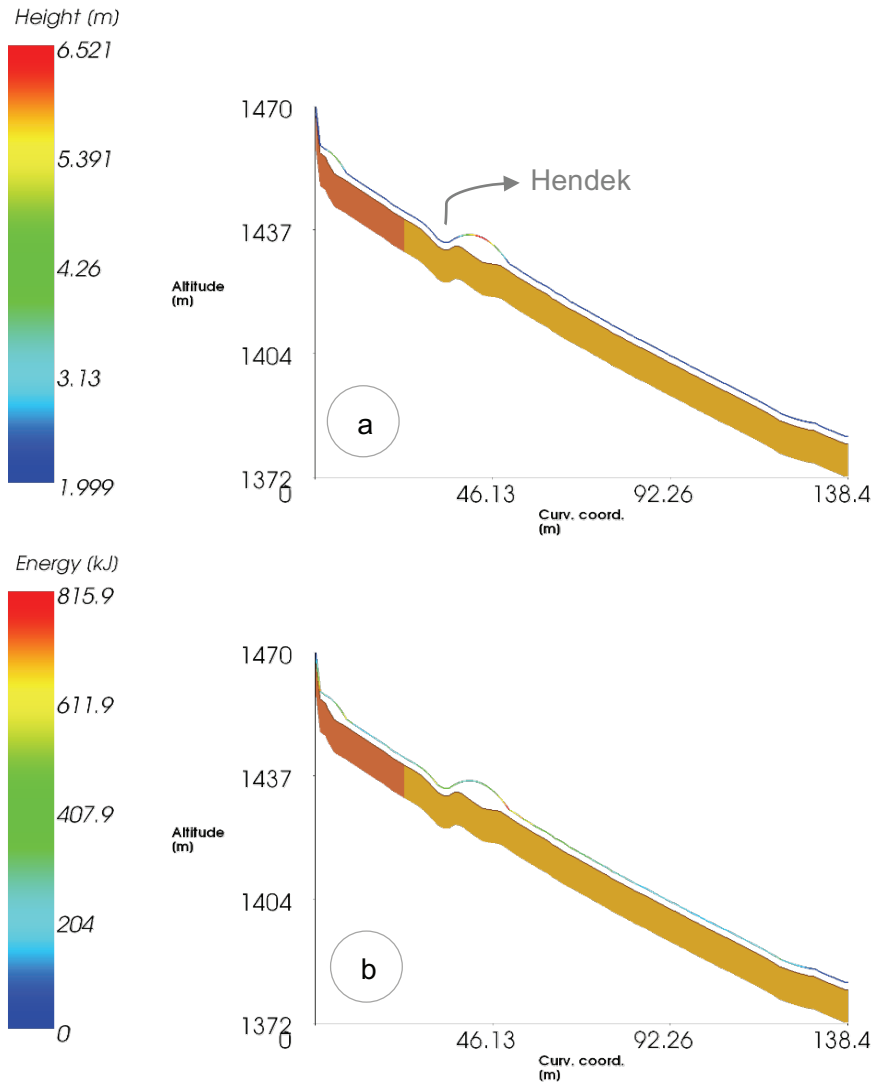 Height (m)
6.521
5.391
4.26
3.13
1.999
1470
1437
1404
1372
Altitude
(m)
Hendek
a
0
46.13
92.26
138.4
Curv. coord.
(m)
Energy (kJ)
815.9
611.9
407.9
204
0
1470
1437
1404
1372
Altitude
(m)
b
0
46.13
92.26
138.4
Curv. coord.
(m)